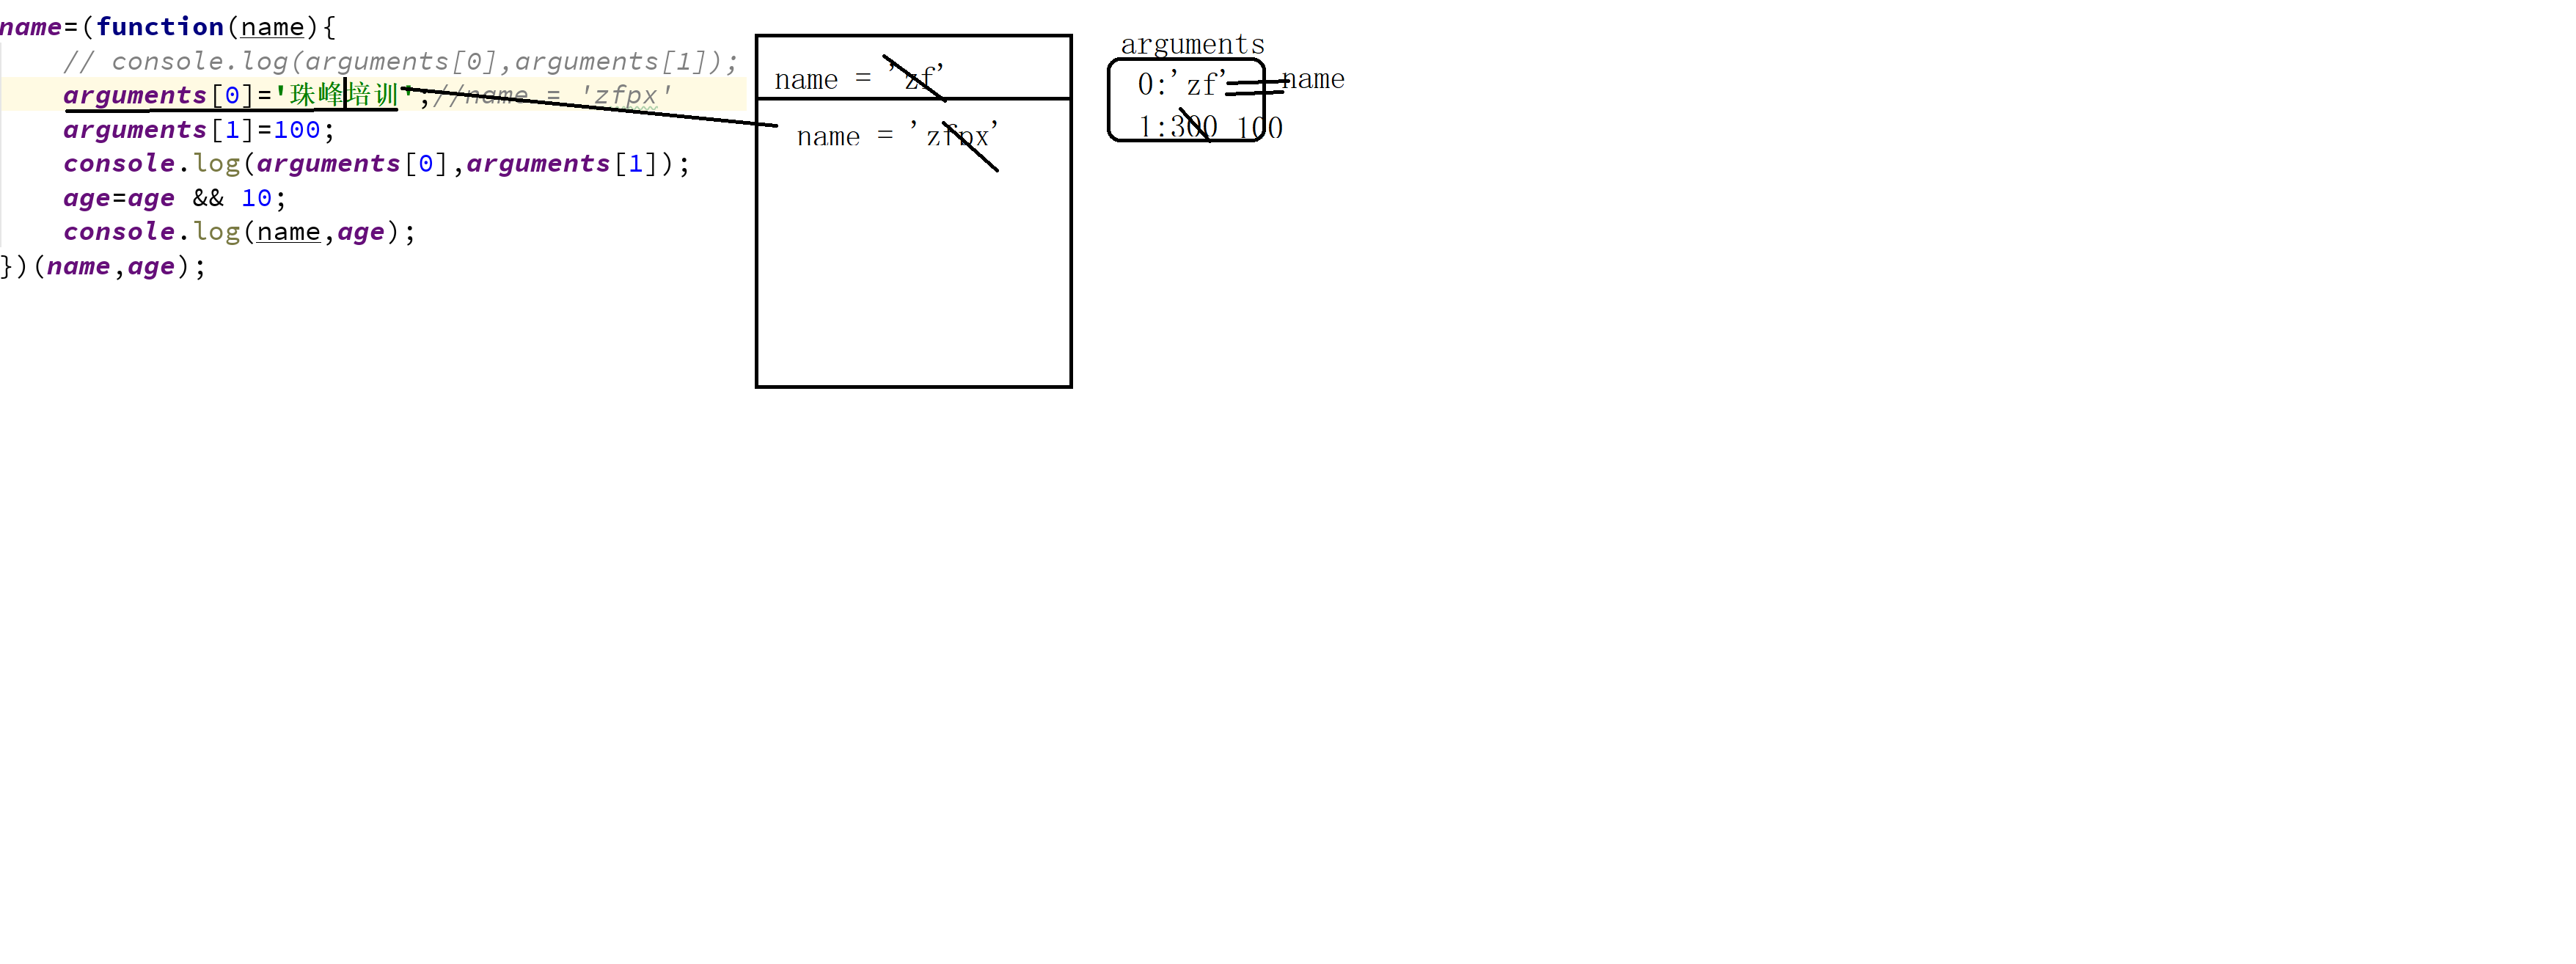 name=(function(name){
// console.log(arguments[0],arguments[1]);
arguments[0]='珠峰培训';//name = 'zfpx'
arguments[1]=100;
console.log(arguments[0],arguments[1]);
age=age && 10;
console.log(name,age);
})(name,age);
name = 'zf'
name = 'zfpx'
arguments
0:'zf' name
1:300 100